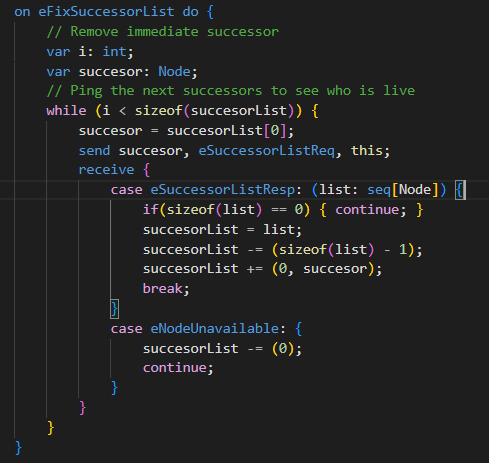 on eFixSuccessorList do {
// Remove immediate successor
var i: int;
var succesor: Node;
// Ping the next successors to see who is live
while (i < sizeof(succesorList)) {
succesor = succesorList[0];
send succesor, eSuccessorListReq, this;
receive {
case eSuccessorListResp: (list: seq[Node]) {
if(sizeof(list) == 0) { continue; }
succesorList = list;
succesorList -= (sizeof(list) - 1);
succesorList += (0, succesor);
break;
}
case eNodeUnavailable: {
succesorList -= (0);
continue;
}
}
}
}